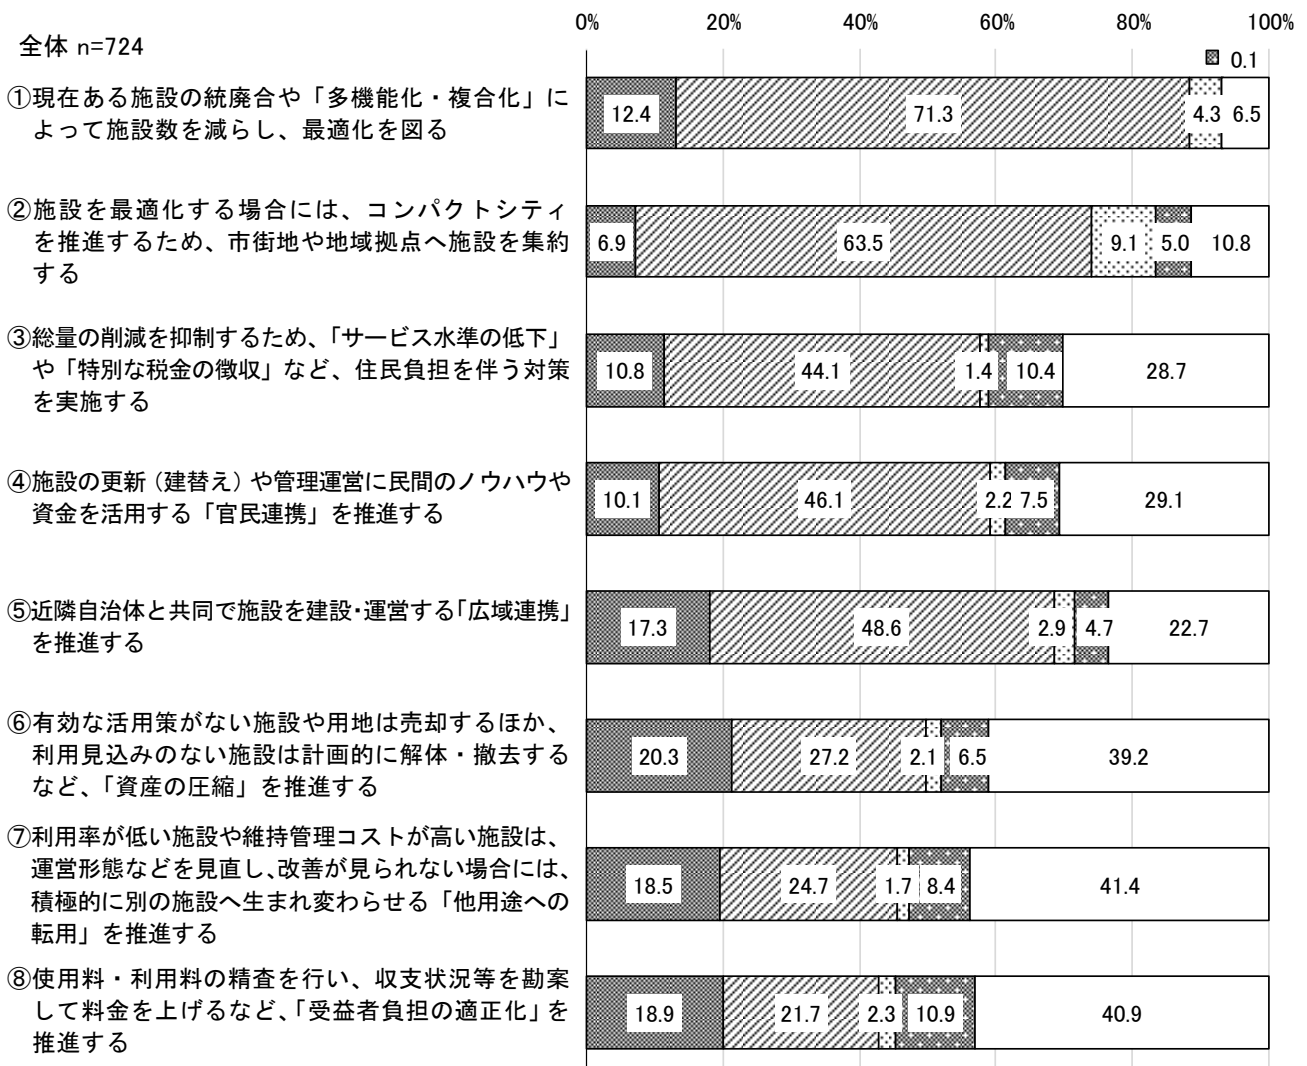 0% 20% 40% 60% 80% 100%
全体 n=724
0.1
①現在ある施設の統廃合や「多機能化・複合化」に
よって施設数を減らし、最適化を図る
12.4 71.3 4.3 6.5
②施設を最適化する場合には、コンパクトシティ
を推進するため、市街地や地域拠点へ施設を集約
する
6.9 63.5 9.1 5.0 10.8
③総量の削減を抑制するため、「サービス水準の低下」
や「特別な税金の徴収」など、住民負担を伴う対策
を実施する
10.8 44.1 1.4 10.4 28.7
④施設の更新（建替え）や管理運営に民間のノウハウや
資金を活用する「官民連携」を推進する
10.1 46.1 2.2 7.5 29.1
⑤近隣自治体と共同で施設を建設・運営する「広域連携」
を推進する
17.3 48.6 2.9 4.7 22.7
⑥有効な活用策がない施設や用地は売却するほか、
利用見込みのない施設は計画的に解体・撤去する
など、「資産の圧縮」を推進する
20.3 27.2 2.1 6.5 39.2
⑦利用率が低い施設や維持管理コストが高い施設は、
運営形態などを見直し、改善が見られない場合には、
積極的に別の施設へ生まれ変わらせる「他用途への
転用」を推進する
18.5 24.7 1.7 8.4 41.4
⑧使用料・利用料の精査を行い、収支状況等を勘案
して料金を上げるなど、「受益者負担の適正化」を
推進する
18.9 21.7 2.3 10.9 40.9